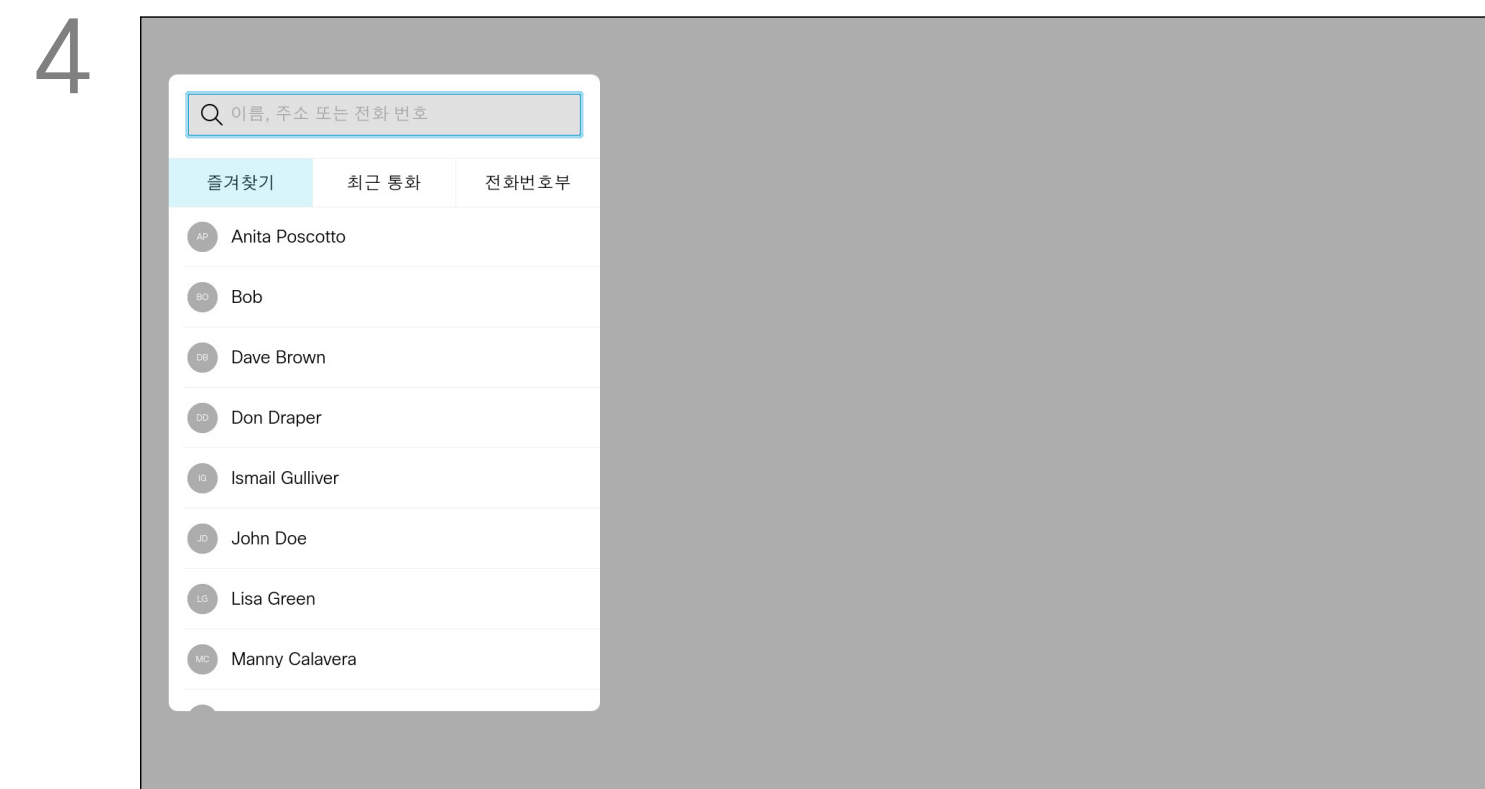 4
이름, 주소 또는 전화 번호
즐겨찾기 최근 통화 전화번호부
AP Anita Poscotto
BO Bob
DB Dave Brown
DD Don Draper
IG Ismail Gulliver
JD John Doe
LG Lisa Green
MC Manny Calavera